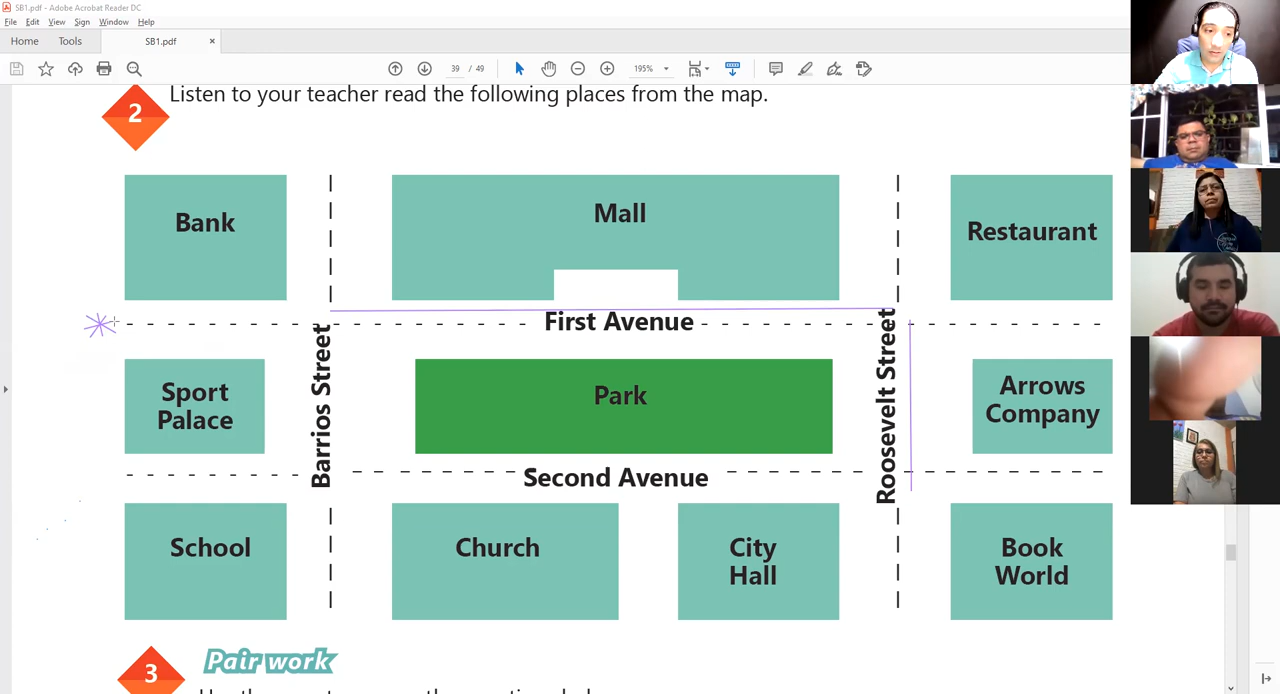 SB1.pdf - Adobe Acrobat Reader DC
File Edit View Sign Window Help
Home Tools SB1.pdf ×
39 / 49 195%
2 Listen to your teacher read the following places from the map.
Bank Mall Restaurant
First Avenue
Barrios Street
Roosevelt Street
Sport Palace
Park
Arrows Company
Second Avenue
School Church City Hall Book World
3 Pair work